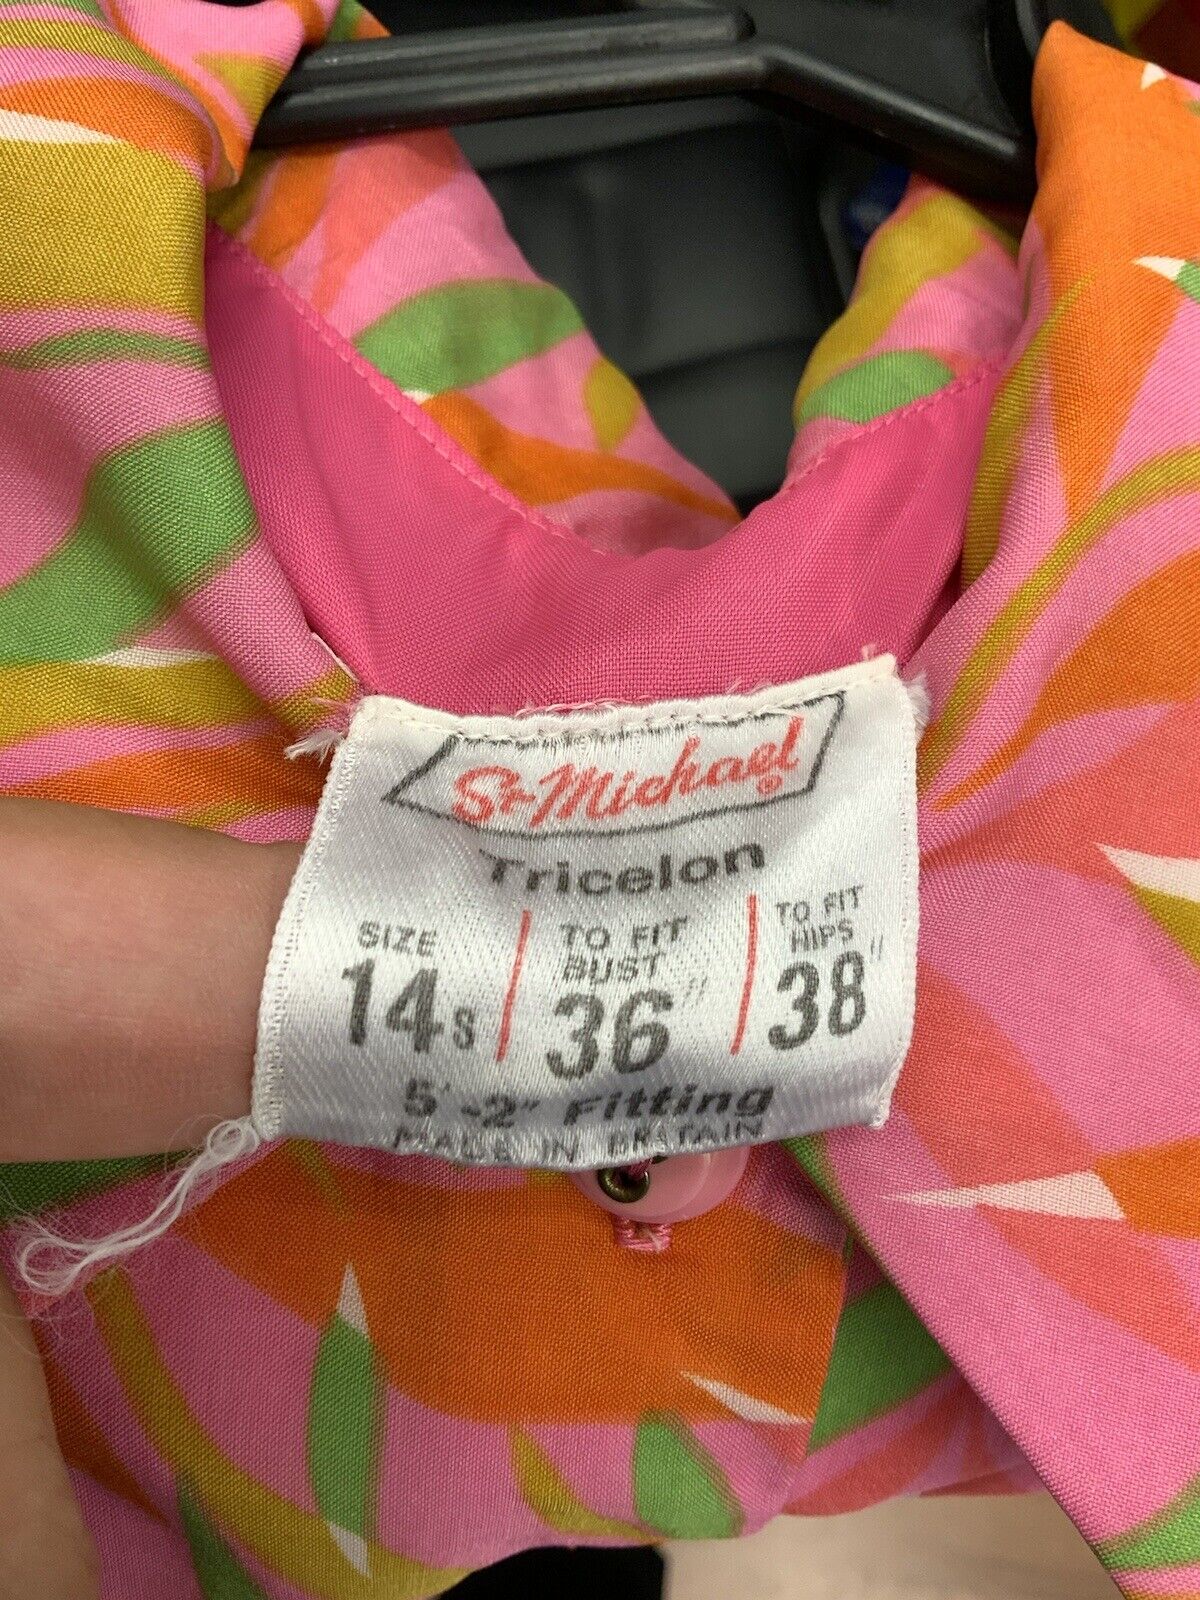 St Michael ®
Tricelon
SIZE 14s
TO FIT BUST 36"
TO FIT HIPS 38"
5'-2" Fitting
MADE IN BRITAIN